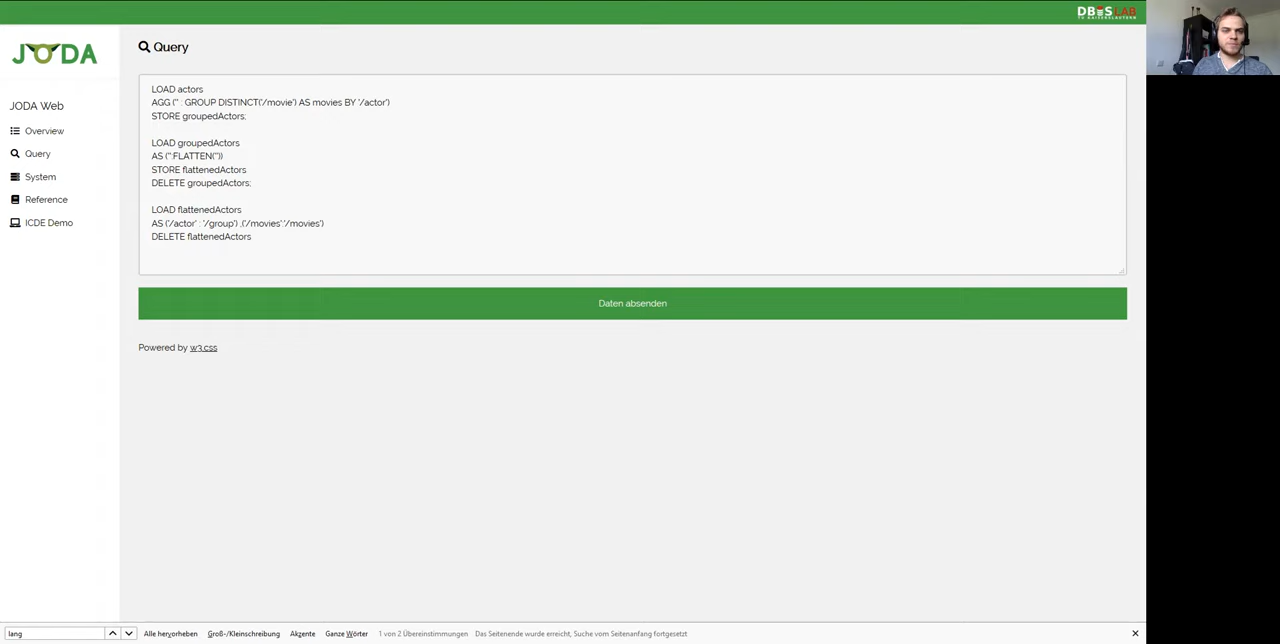 DBIS LAB
TU KAISERSLAUTERN
JODA
Query
JODA Web
Overview
Query
System
Reference
ICDE Demo
LOAD actors
AGG ('' : GROUP DISTINCT('/movie') AS movies BY '/actor')
STORE groupedActors;
LOAD groupedActors
AS ('':FLATTEN(''))
STORE flattenedActors
DELETE groupedActors;
LOAD flattenedActors
AS ('/actor' : '/group') ,('/movies':'/movies')
DELETE flattenedActors
Daten absenden
Powered by w3.css
lang Alle hervorheben Groß-/Kleinschreibung Akzente Ganze Wörter 1 von 2 Übereinstimmungen Das Seitenende wurde erreicht, Suche vom Seitenanfang fortgesetzt